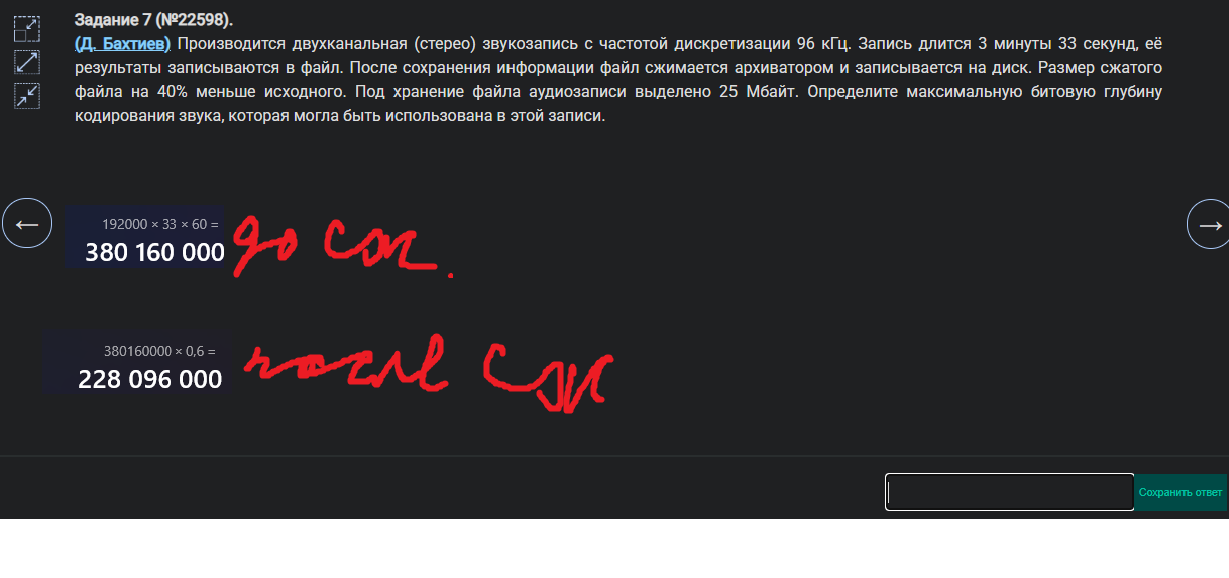 Задание 7 (№22598).
(Д. Бахтиев) Производится двухканальная (стерео) звукозапись с частотой дискретизации 96 кГц. Запись длится 3 минуты 33 секунд, её
результаты записываются в файл. После сохранения информации файл сжимается архиватором и записывается на диск. Размер сжатого
файла на 40% меньше исходного. Под хранение файла аудиозаписи выделено 25 Мбайт. Определите максимальную битовую глубину
кодирования звука, которая могла быть использована в этой записи.
←
→
192000 × 33 × 60 =
380 160 000
до сж.
380160000 × 0,6 =
228 096 000
после сж
Сохранить ответ